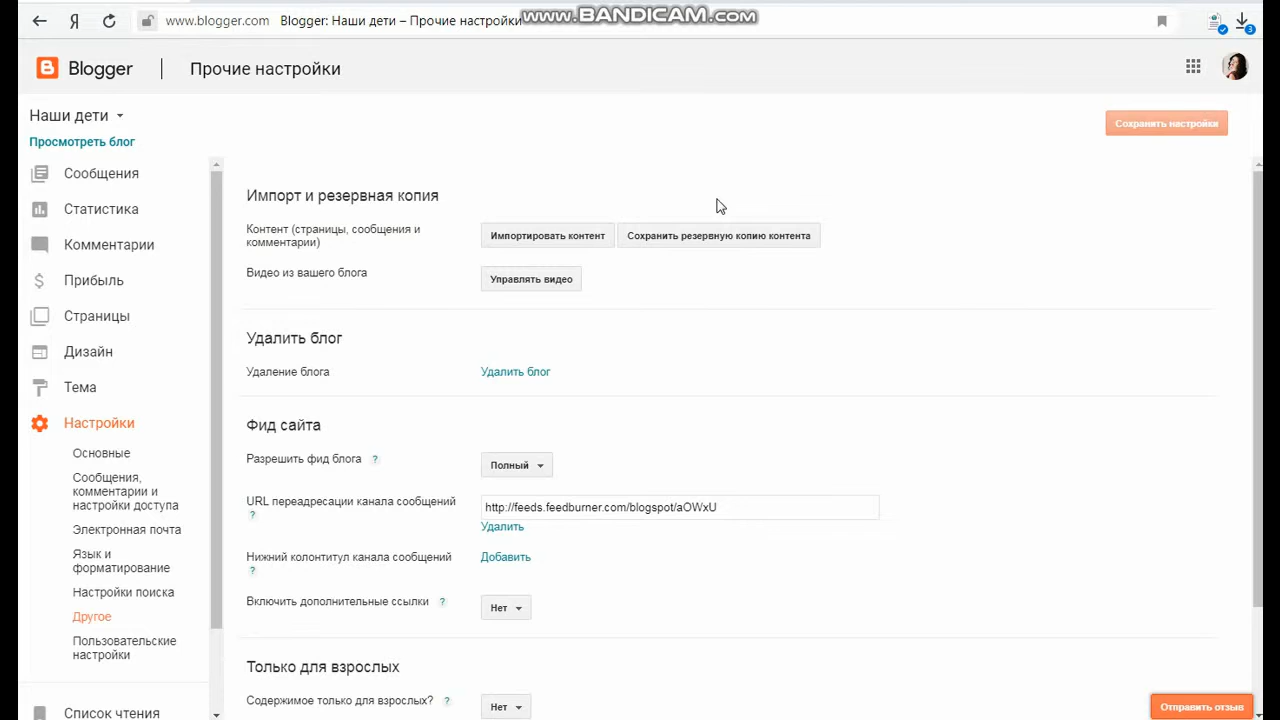 www.blogger.com Blogger: Наши дети – Прочие настройки
www.BANDICAM.com
3
Blogger
Прочие настройки
Наши дети
Просмотреть блог
Сохранять настройки
Сообщения
Статистика
Комментарии
Прибыль
Страницы
Дизайн
Тема
Настройки
Основные
Сообщения,
комментарии и
настройки доступа
Электронная почта
Язык и
форматирование
Настройки поиска
Другое
Пользовательские
настройки
Список чтения
Импорт и резервная копия
Контент (страницы, сообщения и
комментарии)
Импортировать контент
Сохранить резервную копию контента
Видео из вашего блога
Управлять видео
Удалить блог
Удаление блога
Удалить блог
Фид сайта
Разрешить фид блога ?
Полный
URL переадресации канала сообщений
?
http://feeds.feedburner.com/blogspot/aOWxU
Удалить
Нижний колонтитул канала сообщений
?
Добавить
Включить дополнительные ссылки ?
Нет
Только для взрослых
Содержимое только для взрослых? ?
Нет
Отправить отзыв